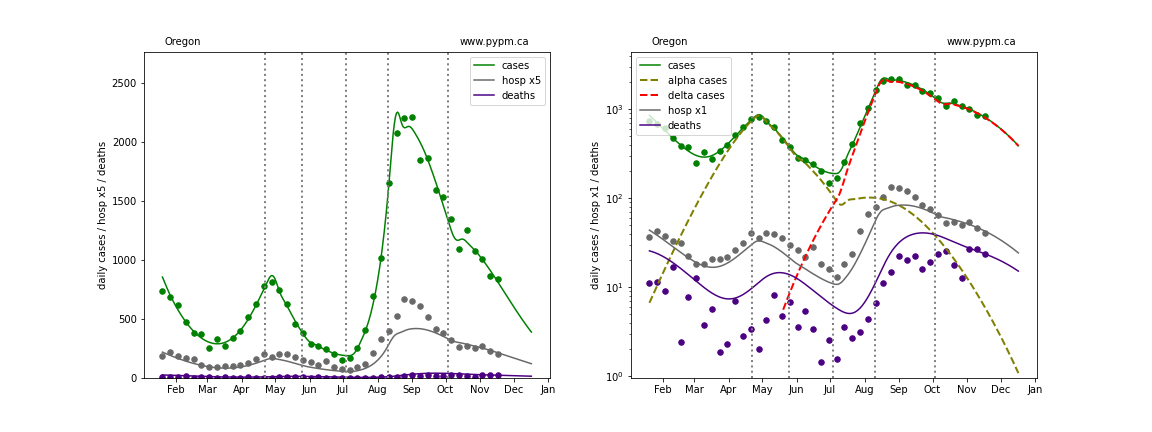 Oregon www.pypm.ca
daily cases / hosp x5 / deaths
2500
2000
1500
1000
500
0
cases
hosp x5
deaths
Feb Mar Apr May Jun Jul Aug Sep Oct Nov Dec Jan
Oregon www.pypm.ca
daily cases / hosp x1 / deaths
10³
10²
10¹
10⁰
cases
alpha cases
delta cases
hosp x1
deaths
Feb Mar Apr May Jun Jul Aug Sep Oct Nov Dec Jan